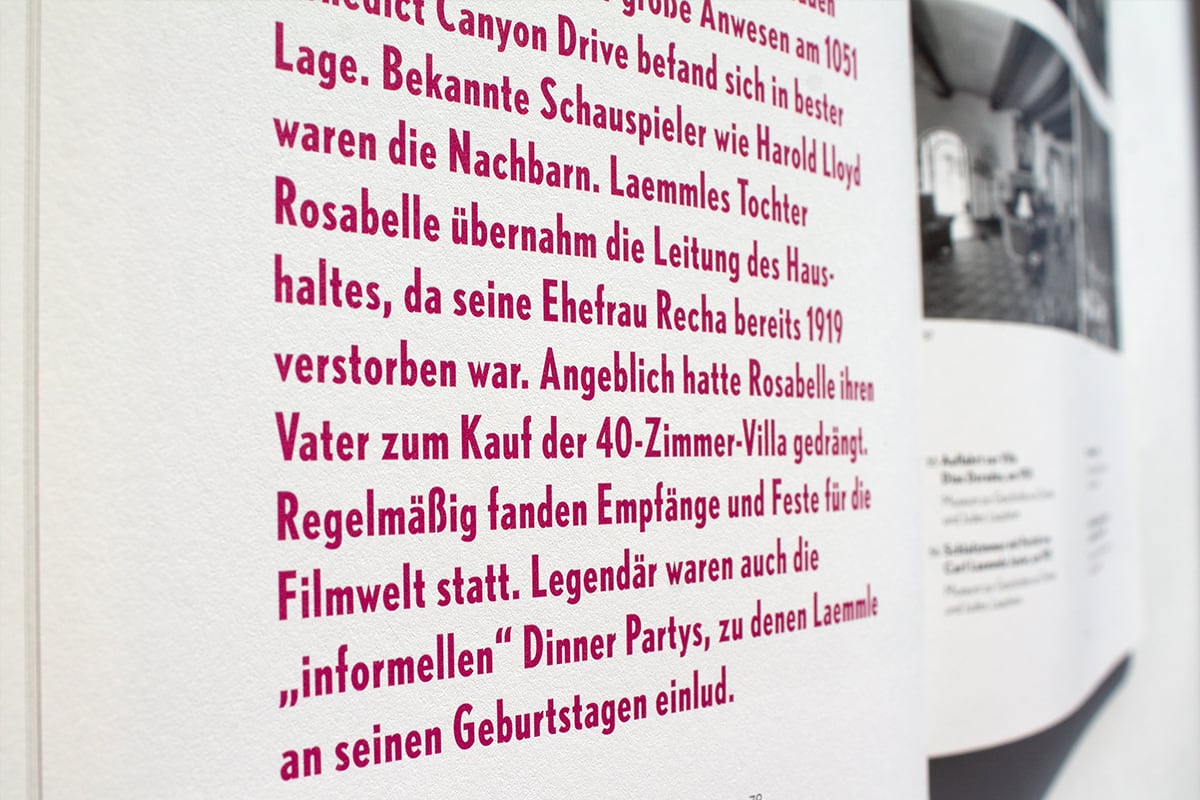 große Anwesen am 1051
Canyon Drive befand sich in bester
Lage. Bekannte Schauspieler wie Harold Lloyd
waren die Nachbarn. Laemmles Tochter
Rosabelle übernahm die Leitung des Haus-
haltes, da seine Ehefrau Recha bereits 1919
verstorben war. Angeblich hatte Rosabelle ihren
Vater zum Kauf der 40-Zimmer-Villa gedrängt.
Regelmäßig fanden Empfänge und Feste für die
Filmwelt statt. Legendär waren auch die
„informellen“ Dinner Partys, zu denen Laemmle
an seinen Geburtstagen einlud.